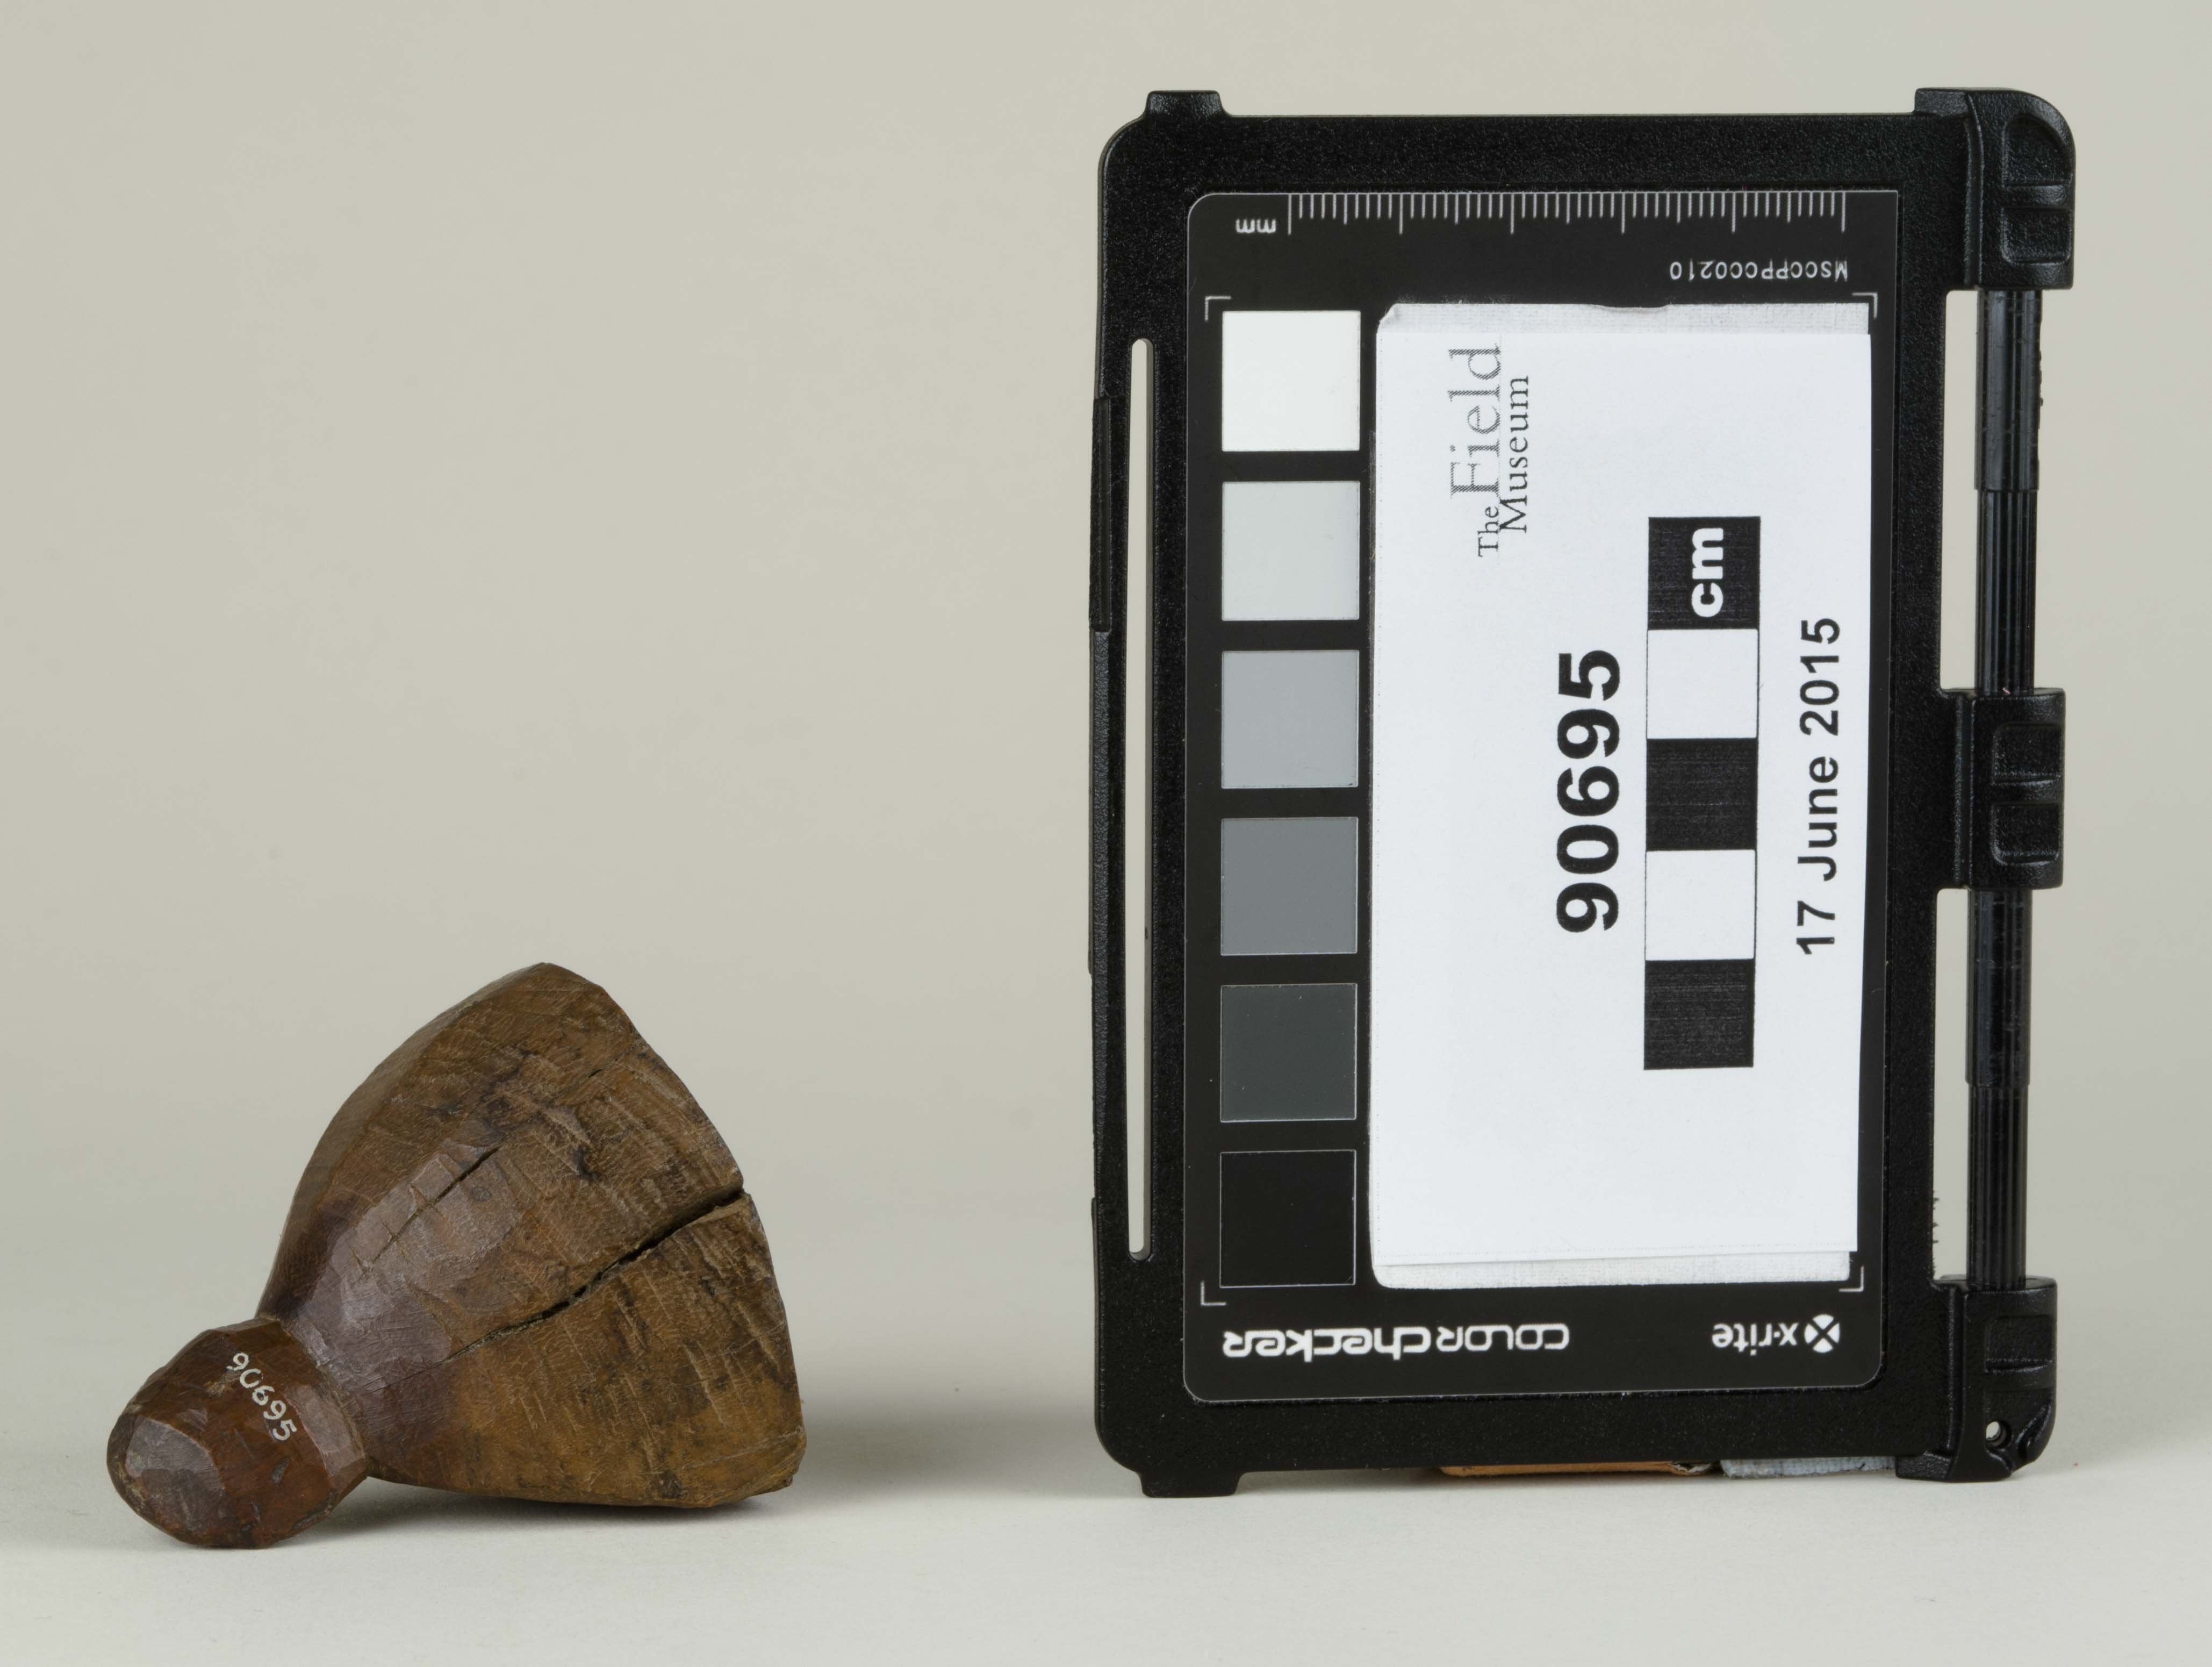 mm
MSCCPPCC0210
The Field
Museum
90695
cm
17 June 2015
90695
colorchecker
x·rite